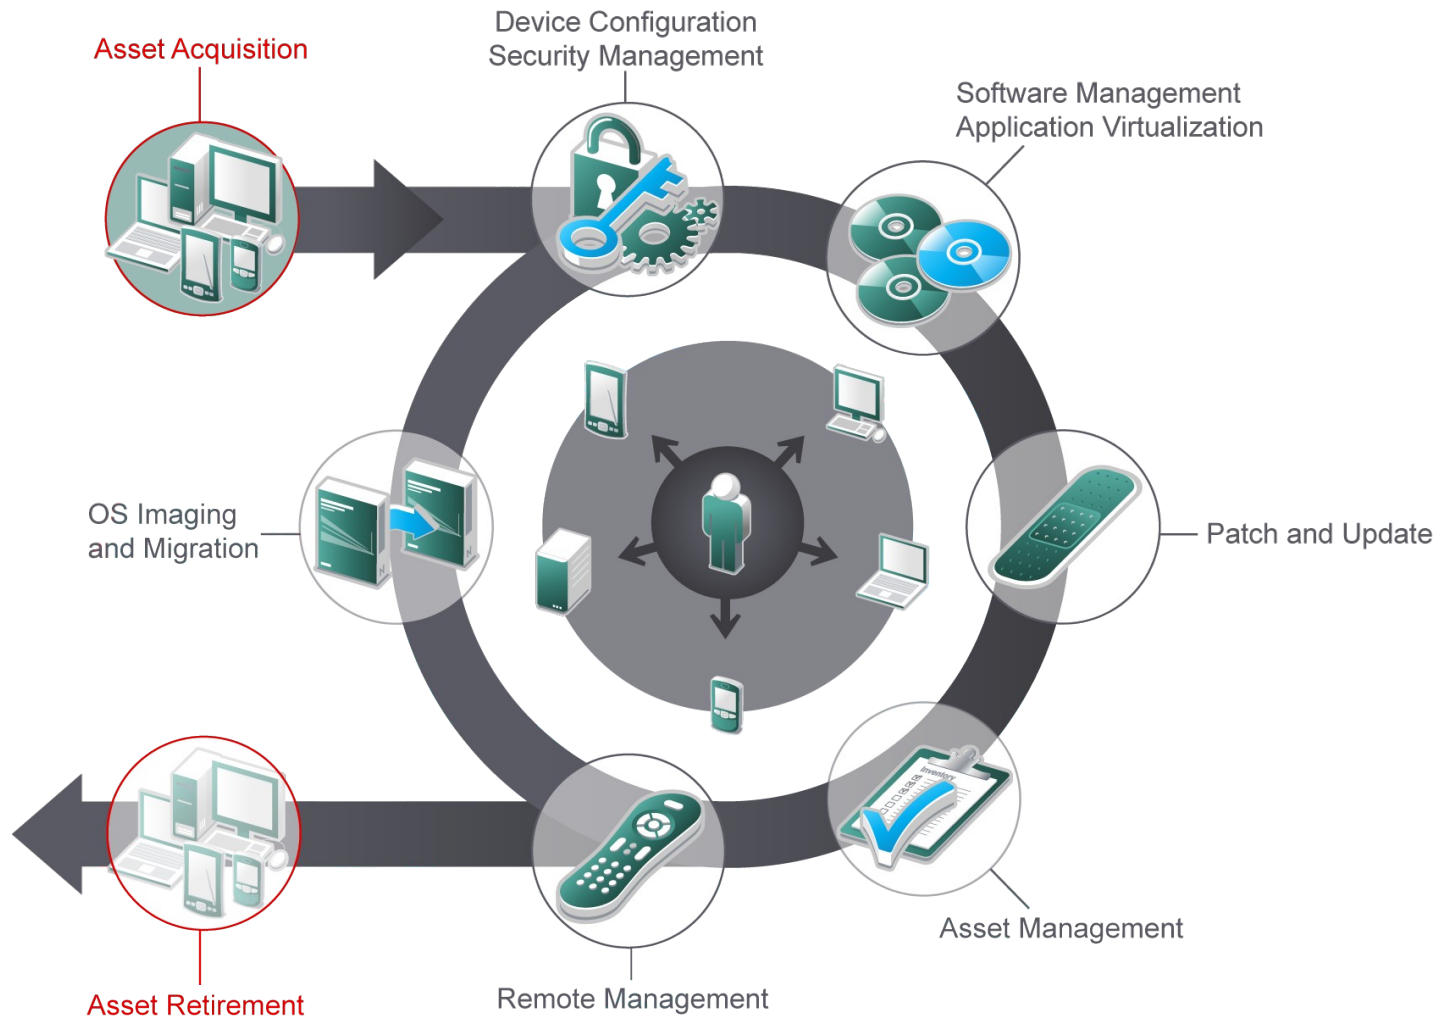 Device Configuration
Security Management
Asset Acquisition
Software Management
Application Virtualization
OS Imaging
and Migration
Patch and Update
Inventory
Asset Management
Remote Management
Asset Retirement
N
N